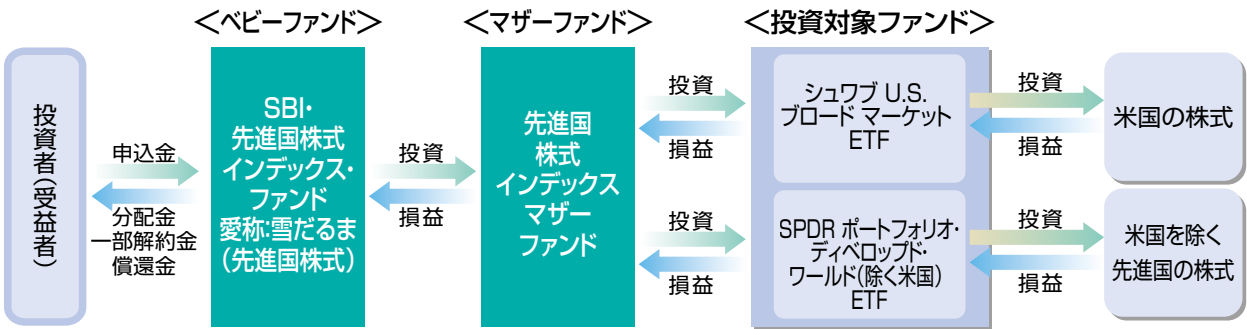 ＜ベビーファンド＞
＜マザーファンド＞
＜投資対象ファンド＞
投資者（受益者）
申込金
分配金
一部解約金
償還金
SBI・
先進国株式
インデックス・
ファンド
愛称：雪だるま
（先進国株式）
投資
損益
先進国
株式
インデックス
マザー
ファンド
投資
損益
シュワブ U.S.
ブロード マーケット
ETF
投資
損益
米国の株式
投資
損益
SPDR ポートフォリオ・
ディベロップド・
ワールド（除く米国）
ETF
投資
損益
米国を除く
先進国の株式